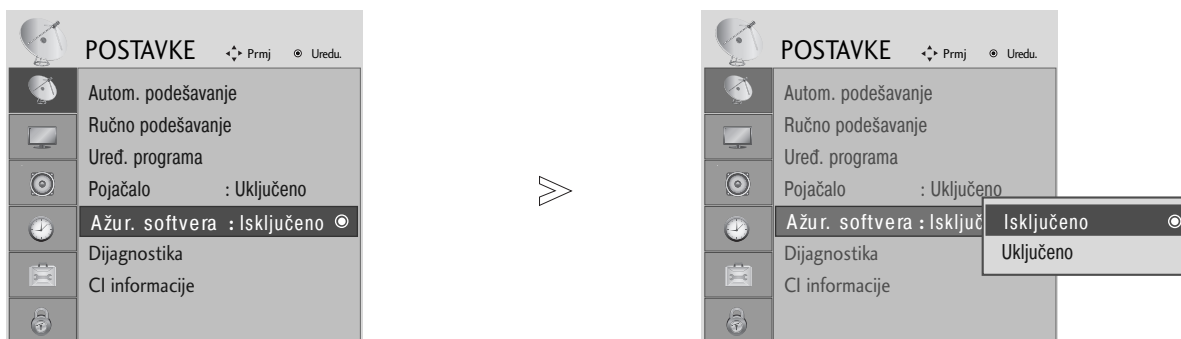 POSTAVKE Prmj Uredu.
Autom. podešavanje
Ručno podešavanje
Uređ. programa
Pojačalo : Uključeno
Ažur. softvera : Isključeno
Dijagnostika
CI informacije
POSTAVKE Prmj Uredu.
Autom. podešavanje
Ručno podešavanje
Uređ. programa
Pojačalo : Uključeno
Ažur. softvera : Isključ
Isključeno
Uključeno
Dijagnostika
CI informacije